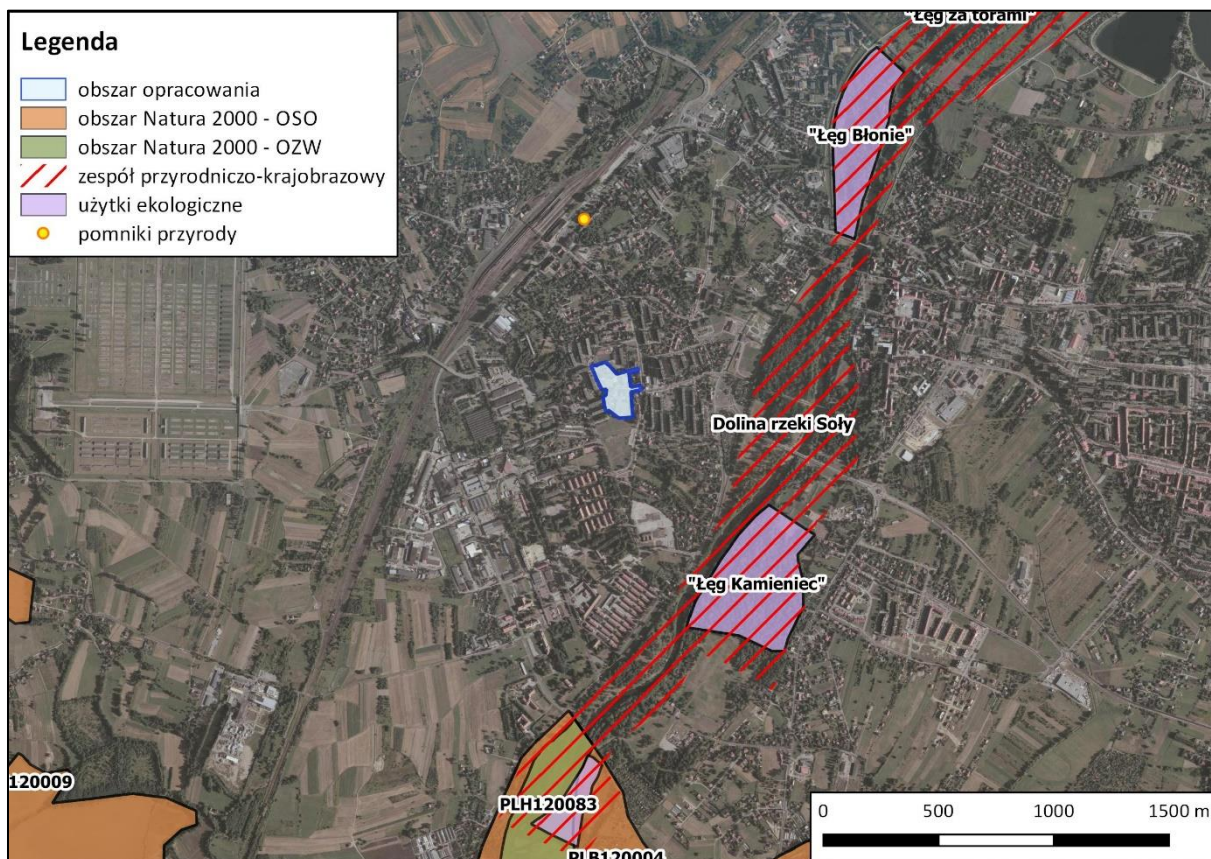 Legenda
obszar opracowania
obszar Natura 2000 - OSO
obszar Natura 2000 - OZW
zespół przyrodniczo-krajobrazowy
użytki ekologiczne
pomniki przyrody
"Łęg za torami"
"Łęg Błonie"
Dolina rzeki Soły
"Łęg Kamieniec"
120009
PLH120083
PLB120004
0 500 1000 1500 m